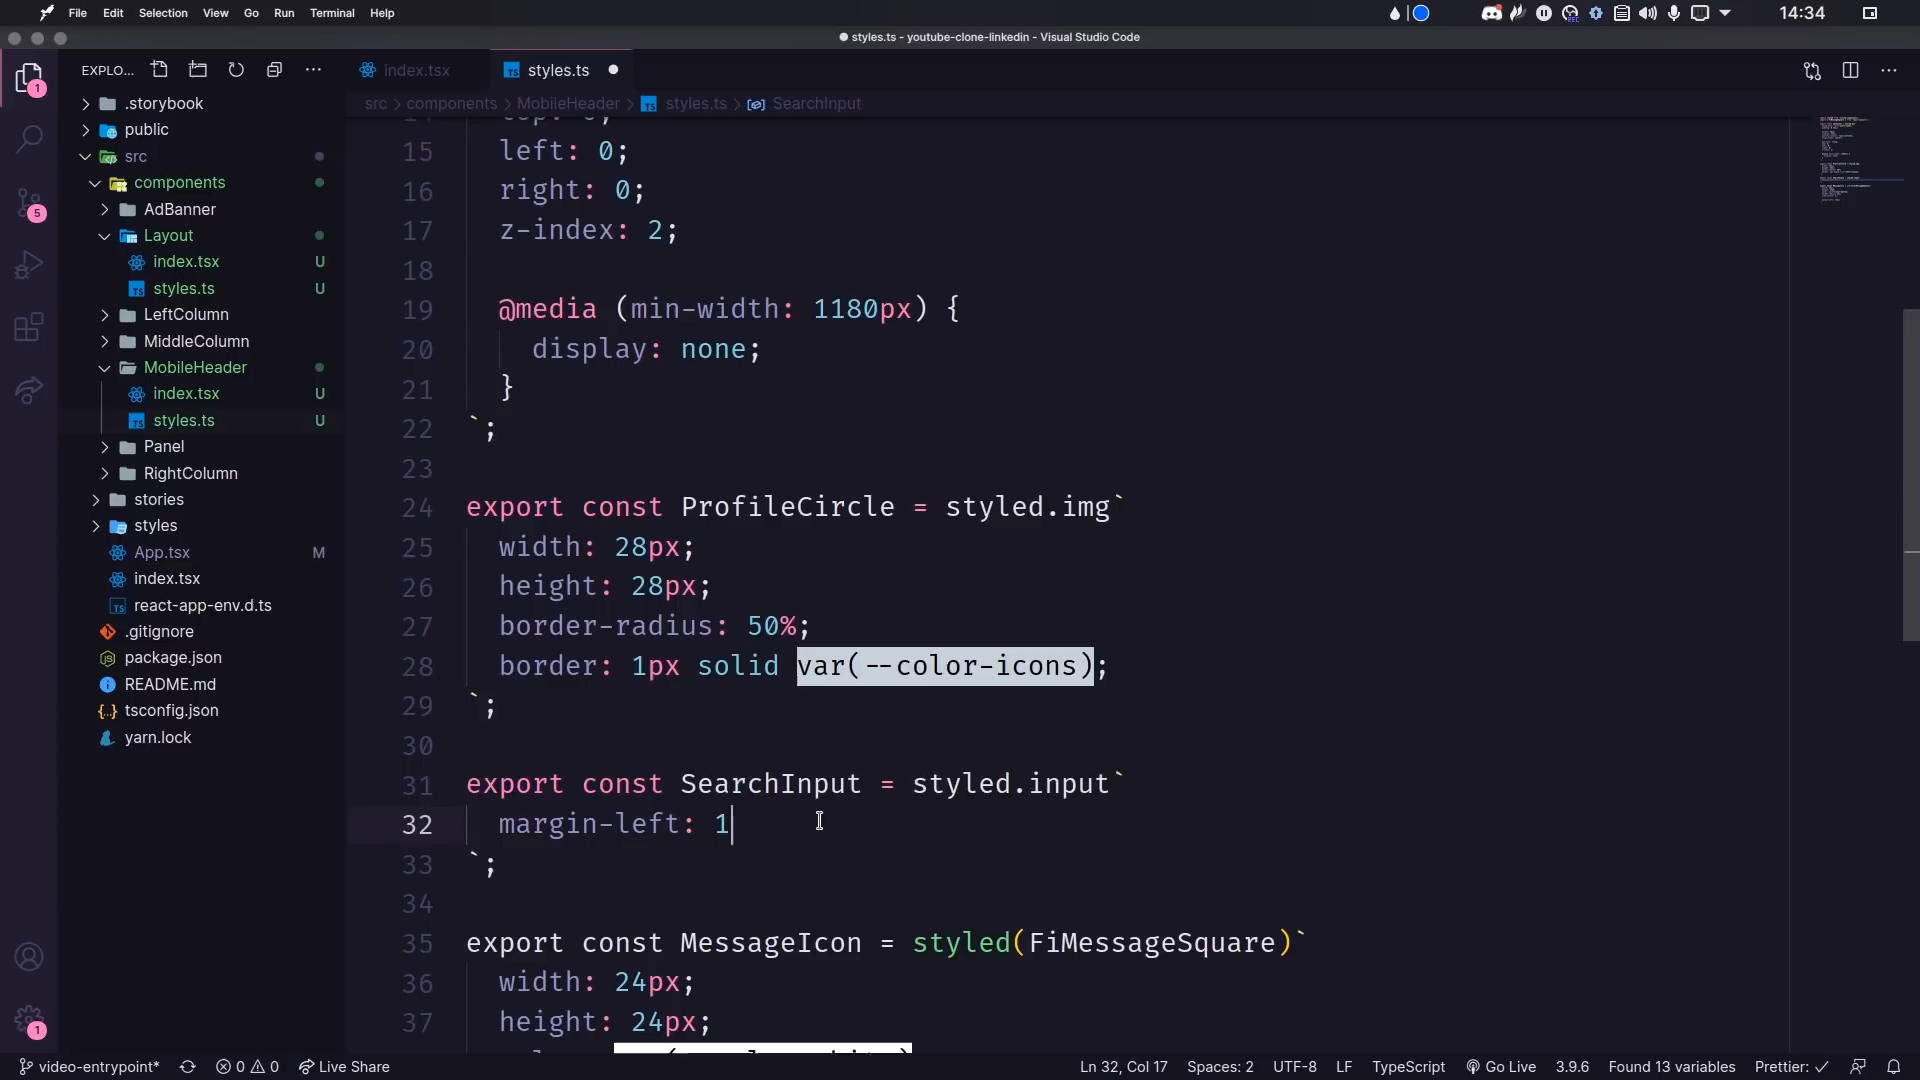 File Edit Selection View Go Run Terminal Help
14:34
styles.ts - youtube-clone-linkedin - Visual Studio Code
EXPLO...
index.tsx
styles.ts
src > components > MobileHeader > styles.ts > SearchInput
.storybook
public
src
components
AdBanner
Layout
index.tsx U
styles.ts U
LeftColumn
MiddleColumn
MobileHeader
index.tsx U
styles.ts U
Panel
RightColumn
stories
styles
App.tsx M
index.tsx
react-app-env.d.ts
.gitignore
package.json
README.md
tsconfig.json
yarn.lock
1
5
1
15 left: 0;
16 right: 0;
17 z-index: 2;
18
19 @media (min-width: 1180px) {
20 display: none;
21 }
22 `;
23
24 export const ProfileCircle = styled.img`
25 width: 28px;
26 height: 28px;
27 border-radius: 50%;
28 border: 1px solid var(--color-icons);
29 `;
30
31 export const SearchInput = styled.input`
32 margin-left: 1
33 `;
34
35 export const MessageIcon = styled(FiMessageSquare)`
36 width: 24px;
37 height: 24px;
video-entrypoint* 0 0 Live Share
Ln 32, Col 17 Spaces: 2 UTF-8 LF TypeScript Go Live 3.9.6 Found 13 variables Prettier: ✓